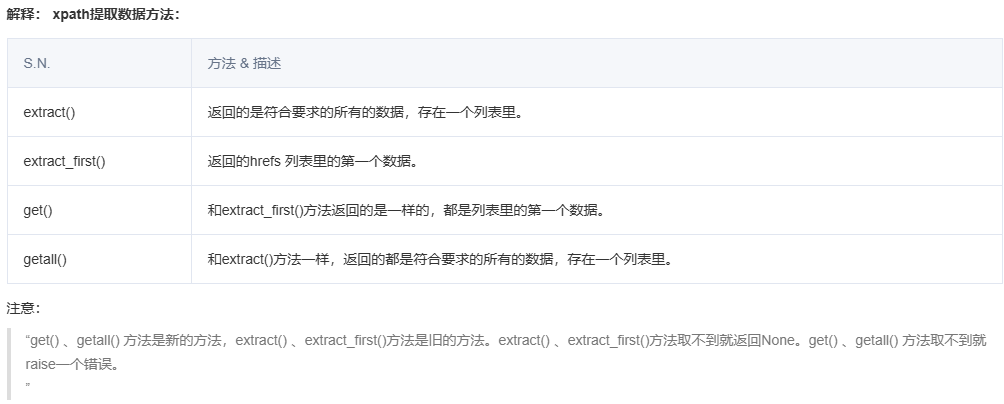 解释： xpath提取数据方法：
S.N. 方法 & 描述
extract() 返回的是符合要求的所有的数据，存在一个列表里。
extract_first() 返回的hrefs 列表里的第一个数据。
get() 和extract_first()方法返回的是一样的，都是列表里的第一个数据。
getall() 和extract()方法一样，返回的都是符合要求的所有的数据，存在一个列表里。
注意：
“get() 、getall() 方法是新的方法，extract() 、extract_first()方法是旧的方法。extract() 、extract_first()方法取不到就返回None。get() 、getall() 方法取不到就
raise一个错误。
”